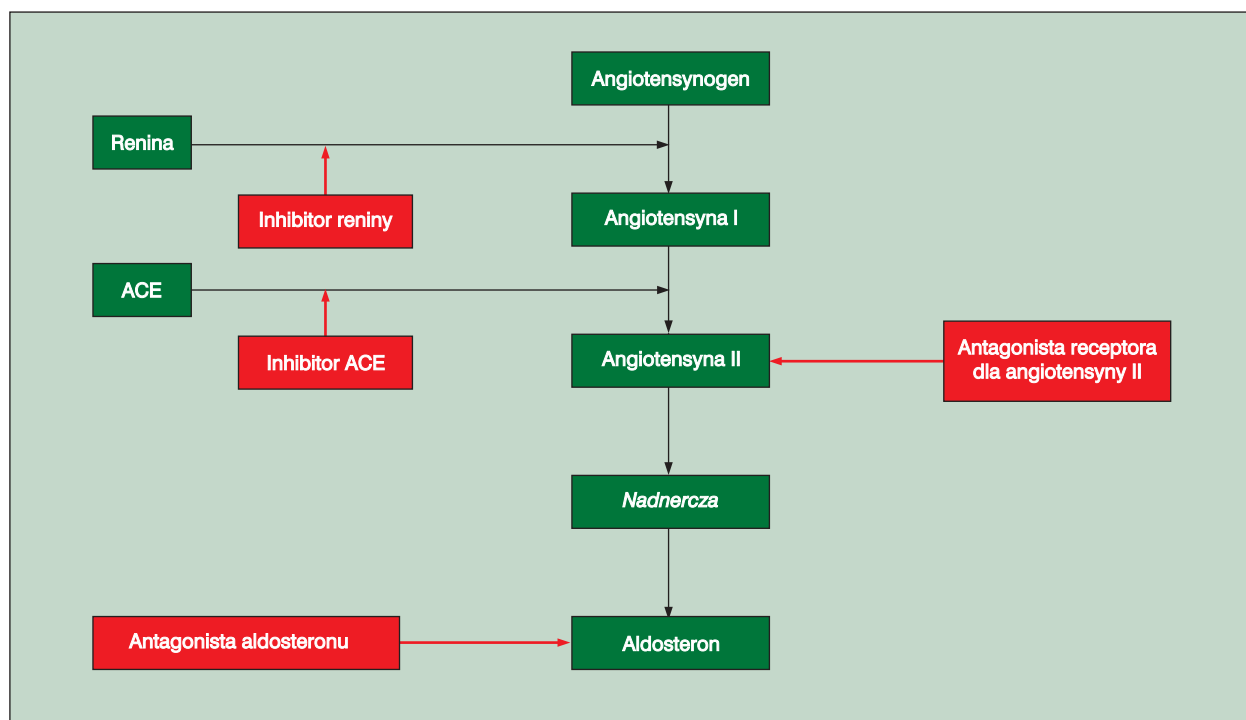 Angiotensynogen
Renina
Inhibitor reniny
Angiotensyna I
ACE
Inhibitor ACE
Angiotensyna II
Antagonista receptora
dla angiotensyny II
Nadnercza
Antagonista aldosteronu
Aldosteron